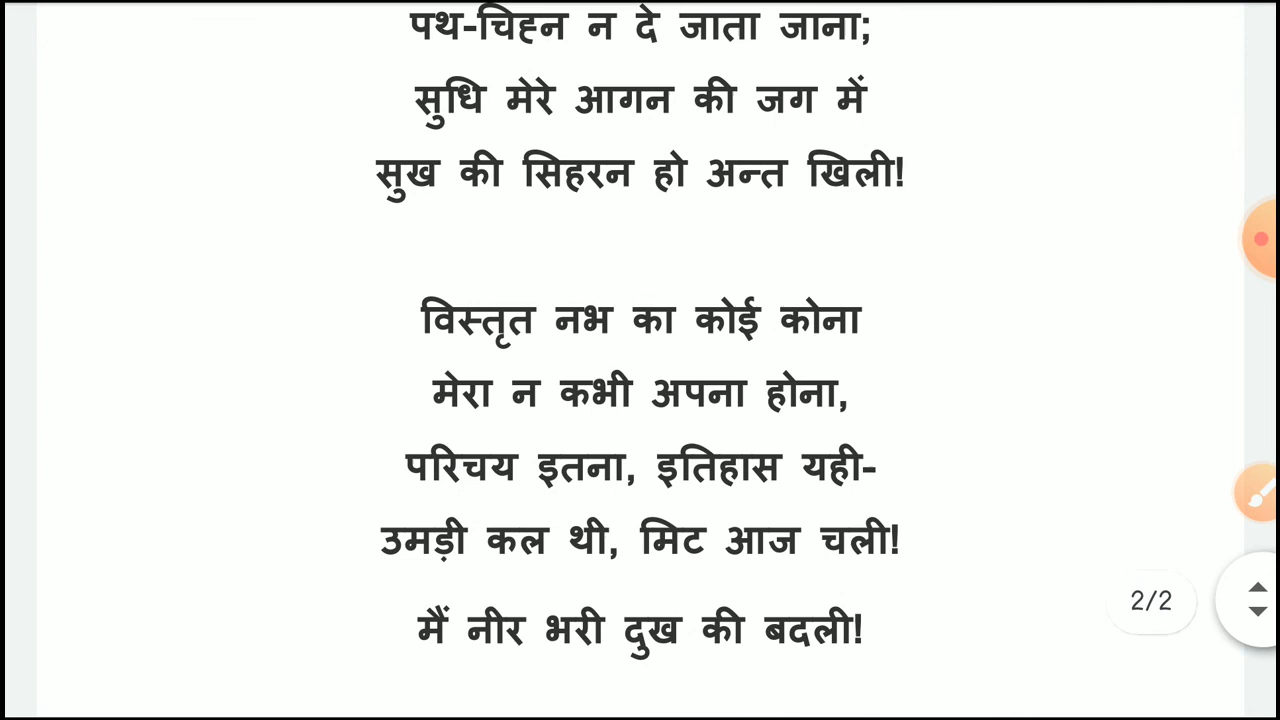 पथ-चिह्न न दे जाता जाना;
सुधि मेरे आगन की जग में
सुख की सिहरन हो अन्त खिली!
विस्तृत नभ का कोई कोना
मेरा न कभी अपना होना,
परिचय इतना, इतिहास यही-
उमड़ी कल थी, मिट आज चली!
मैं नीर भरी दुख की बदली!
2/2